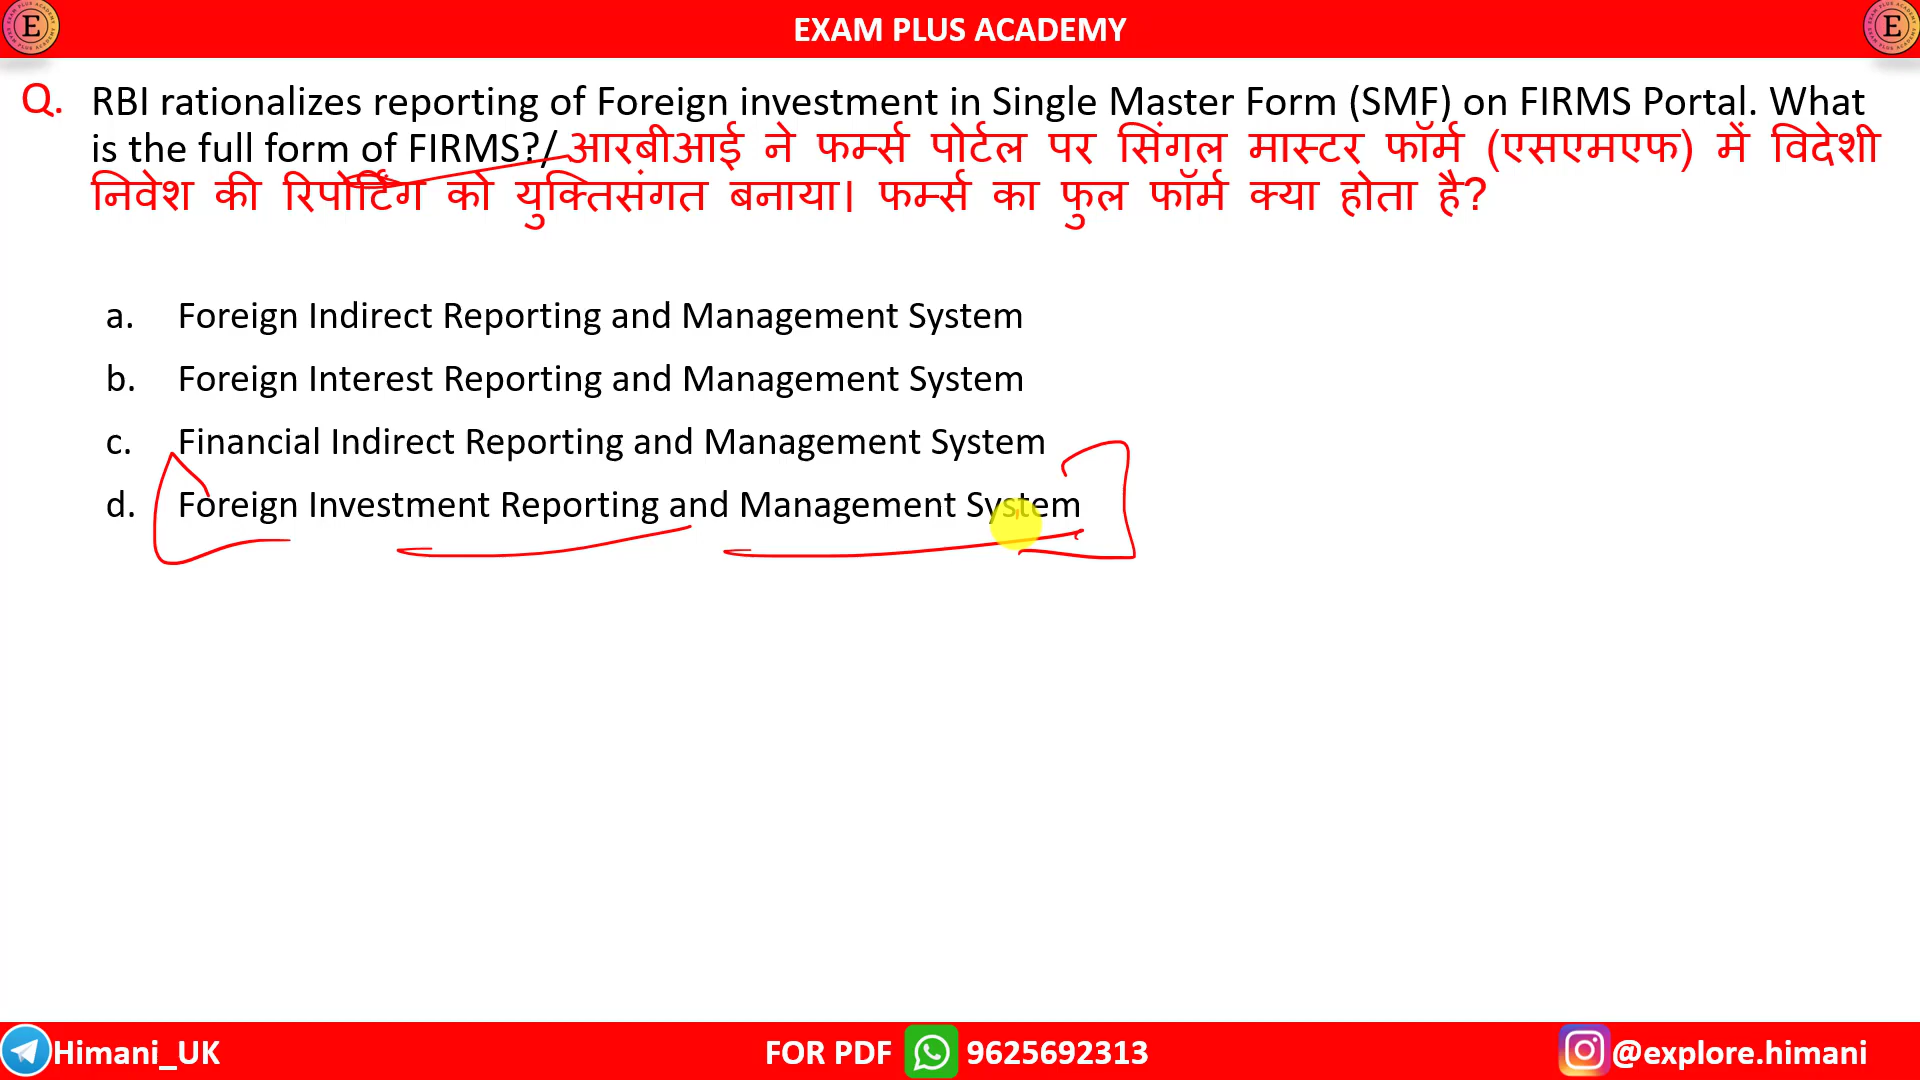 EXAM PLUS ACADEMY
Q. RBI rationalizes reporting of Foreign investment in Single Master Form (SMF) on FIRMS Portal. What
is the full form of FIRMS?/ आरबीआई ने फर्म्स पोर्टल पर सिंगल मास्टर फॉर्म (एसएमएफ) में विदेशी
निवेश की रिपोर्टिंग को युक्तिसंगत बनाया। फर्म्स का फुल फॉर्म क्या होता है?
a. Foreign Indirect Reporting and Management System
b. Foreign Interest Reporting and Management System
c. Financial Indirect Reporting and Management System
d. Foreign Investment Reporting and Management System
Himani_UK FOR PDF 9625692313 @explore.himani